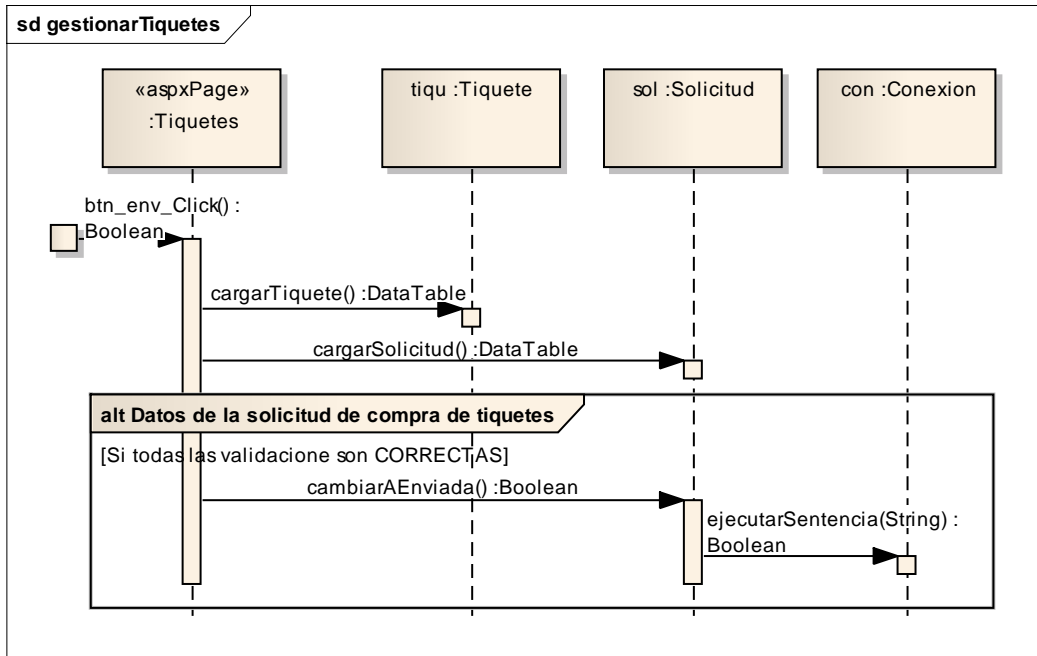 sd gestionarTiquetes
«aspxPage»
:Tiquetes
tiqu :Tiquete
sol :Solicitud
con :Conexion
btn_env_Click() :
Boolean
cargarTiquete() :DataTable
cargarSolicitud() :DataTable
alt Datos de la solicitud de compra de tiquetes
[Si todas las validacione son CORRECTAS]
cambiarAEnviada() :Boolean
ejecutarSentencia(String) :
Boolean